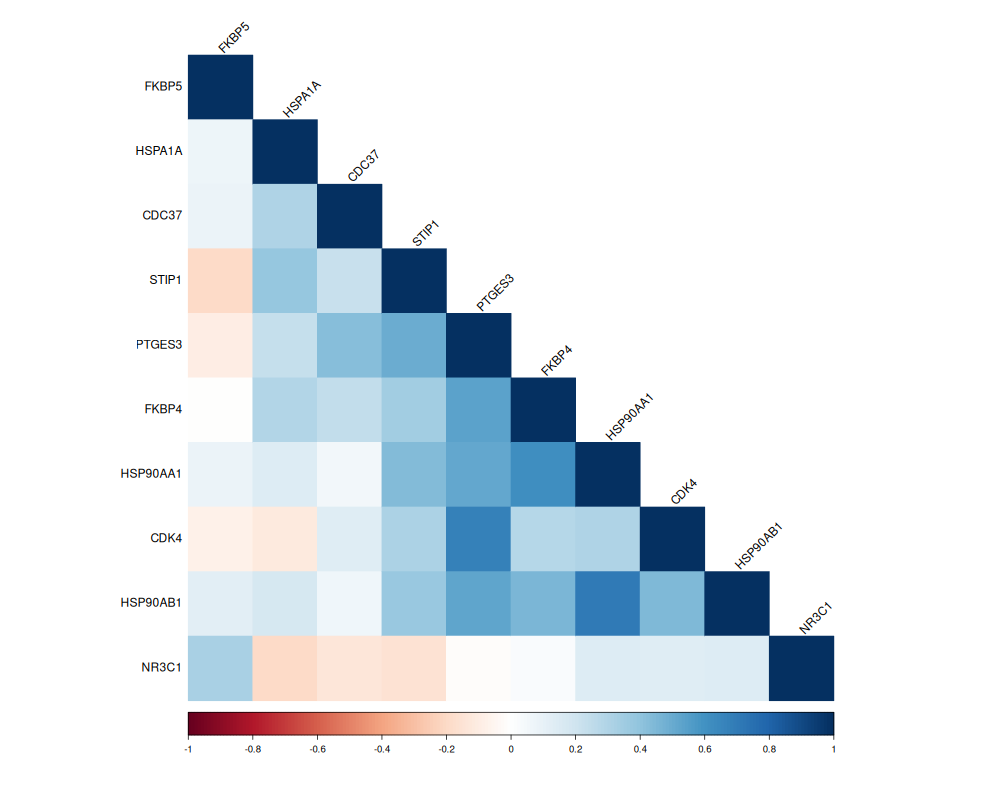 FKBP5
FKBP5
HSPA1A
HSPA1A
CDC37
CDC37
STIP1
STIP1
PTGES3
PTGES3
FKBP4
FKBP4
HSP90AA1
HSP90AA1
CDK4
CDK4
HSP90AB1
HSP90AB1
NR3C1
NR3C1
-1 -0.8 -0.6 -0.4 -0.2 0 0.2 0.4 0.6 0.8 1